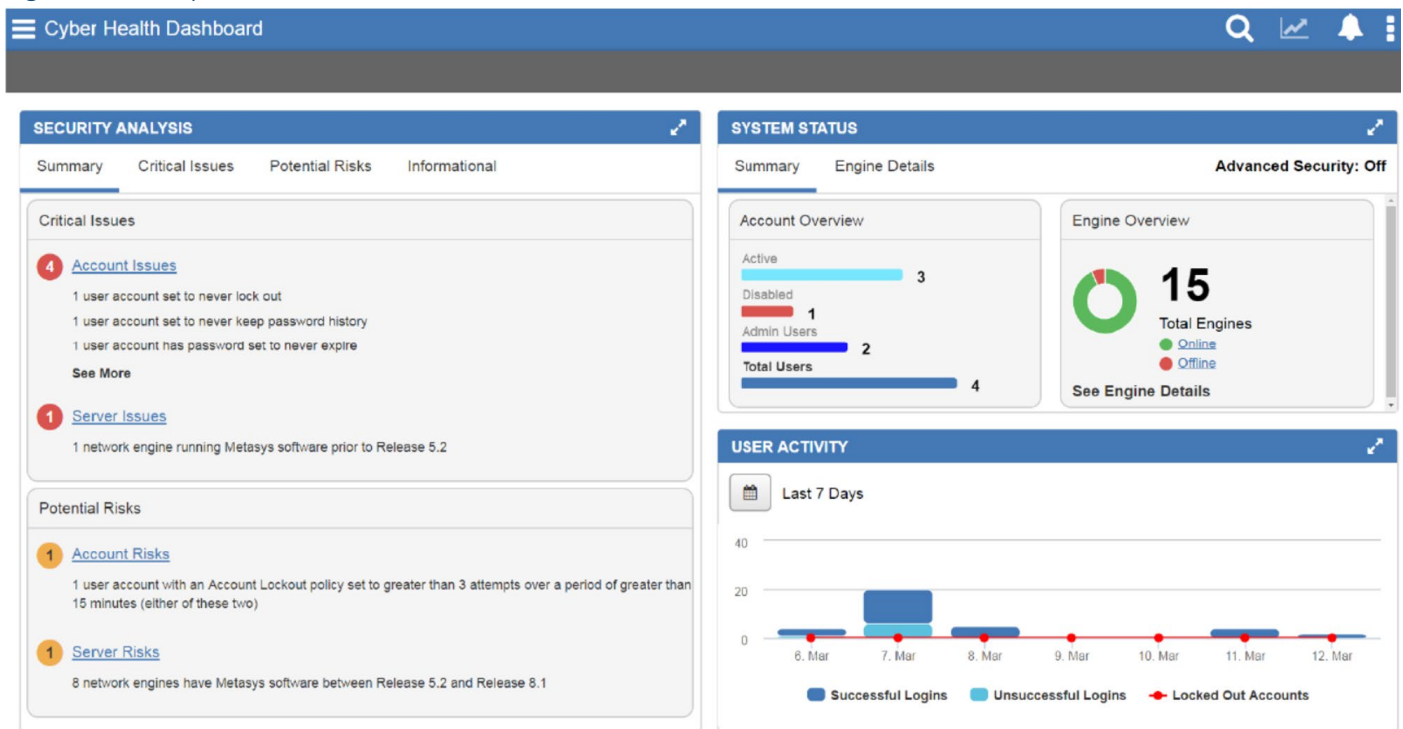 Cyber Health Dashboard
SECURITY ANALYSIS
Summary Critical Issues Potential Risks Informational
Critical Issues
4 Account Issues
1 user account set to never lock out
1 user account set to never keep password history
1 user account has password set to never expire
See More
1 Server Issues
1 network engine running Metasys software prior to Release 5.2
Potential Risks
1 Account Risks
1 user account with an Account Lockout policy set to greater than 3 attempts over a period of greater than
15 minutes (either of these two)
1 Server Risks
8 network engines have Metasys software between Release 5.2 and Release 8.1
SYSTEM STATUS
Summary Engine Details Advanced Security: Off
Account Overview
Active
3
Disabled
1
Admin Users
2
Total Users
4
Engine Overview
15
Total Engines
Online
Offline
See Engine Details
USER ACTIVITY
Last 7 Days
40
20
0
6. Mar 7. Mar 8. Mar 9. Mar 10. Mar 11. Mar 12. Mar
Successful Logins Unsuccessful Logins Locked Out Accounts